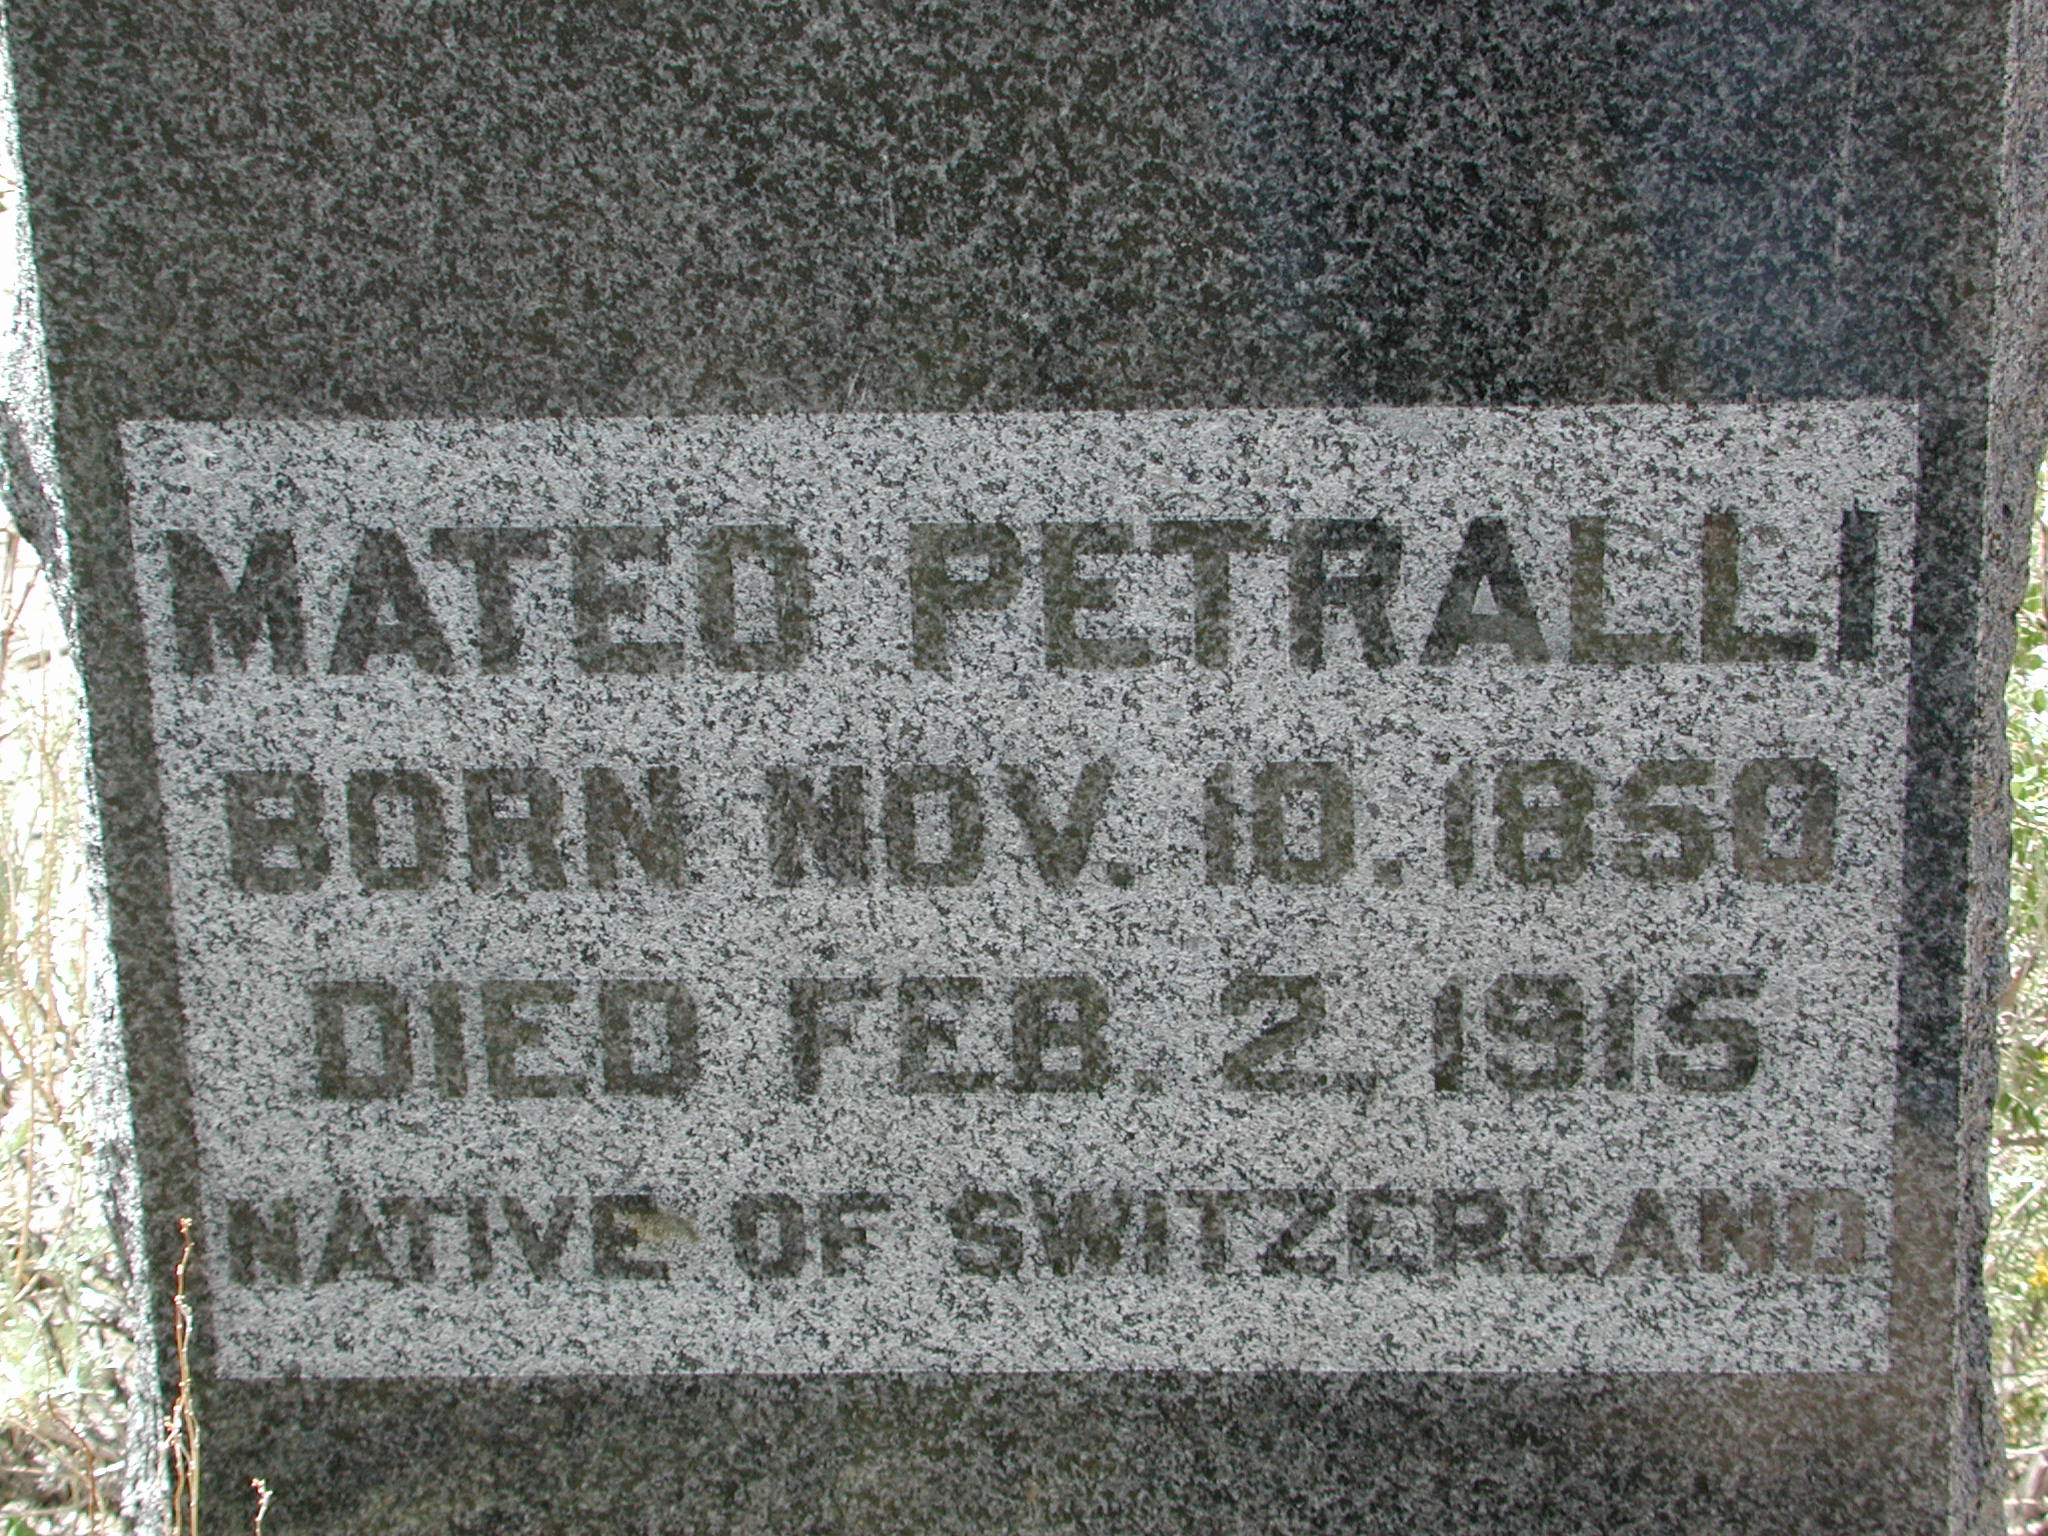 MATEO PETRALLI
BORN NOV. 10. 1850
DIED FEB. 2, 1915
NATIVE OF SWITZERLAND